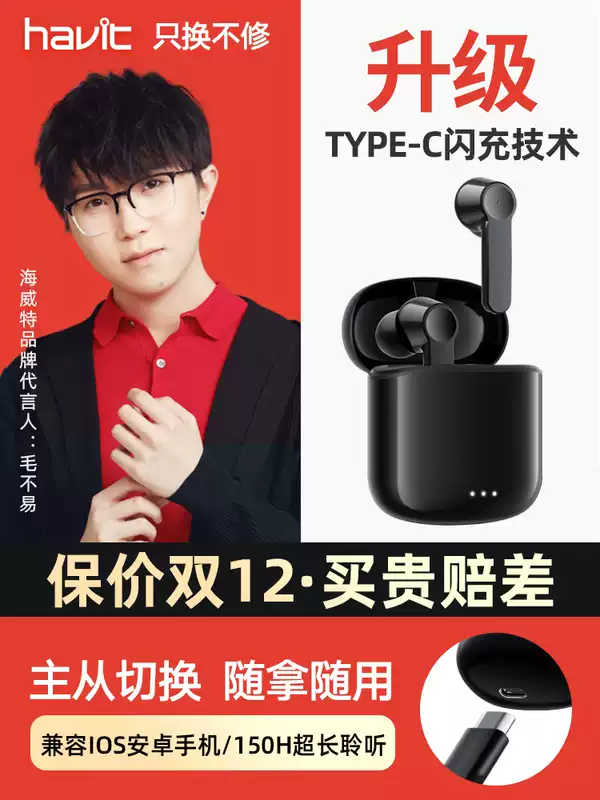 havit 只换不修
升级
TYPE-C闪充技术
海威特品牌代言人：毛不易
保价双12·买贵赔差
主从切换 随拿随用
兼容IOS安卓手机/150H超长聆听